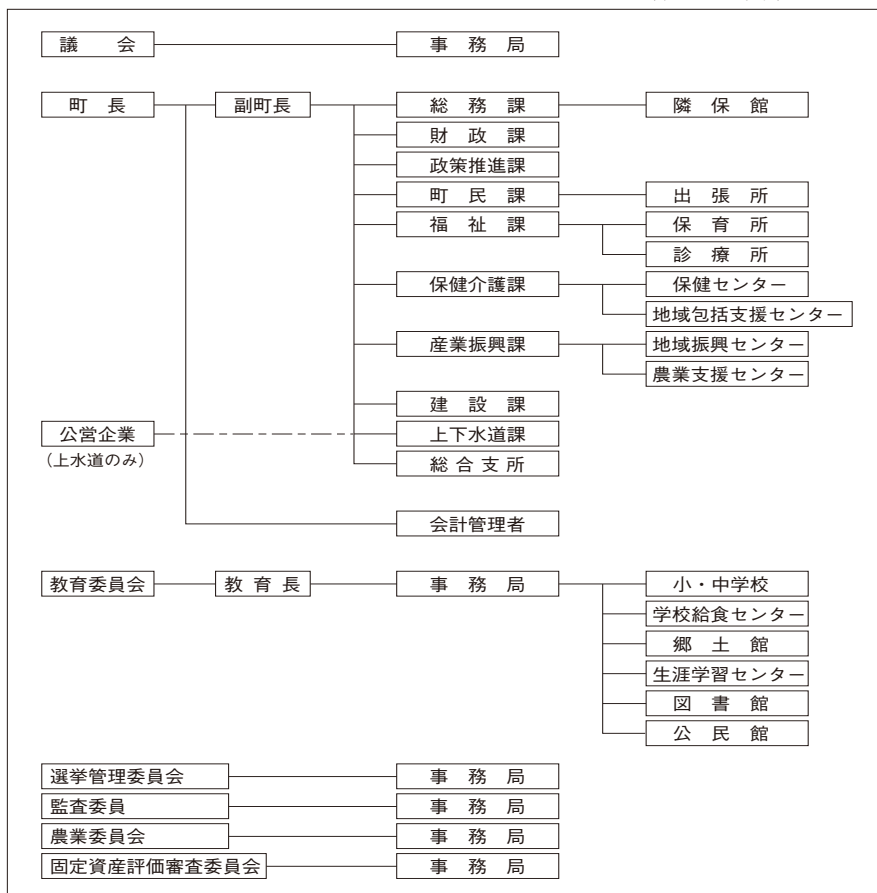 議会 事務局
町長 副町長 総務課 隣保館
財政課
政策推進課
町民課 出張所
福祉課 保育所
診療所
保健介護課 保健センター
地域包括支援センター
産業振興課 地域振興センター
農業支援センター
建設課
公営企業 上下水道課
(上水道のみ)
総合支所
会計管理者
教育委員会 教育長 事務局 小・中学校
学校給食センター
郷土館
生涯学習センター
図書館
公民館
選挙管理委員会 事務局
監査委員 事務局
農業委員会 事務局
固定資産評価審査委員会 事務局